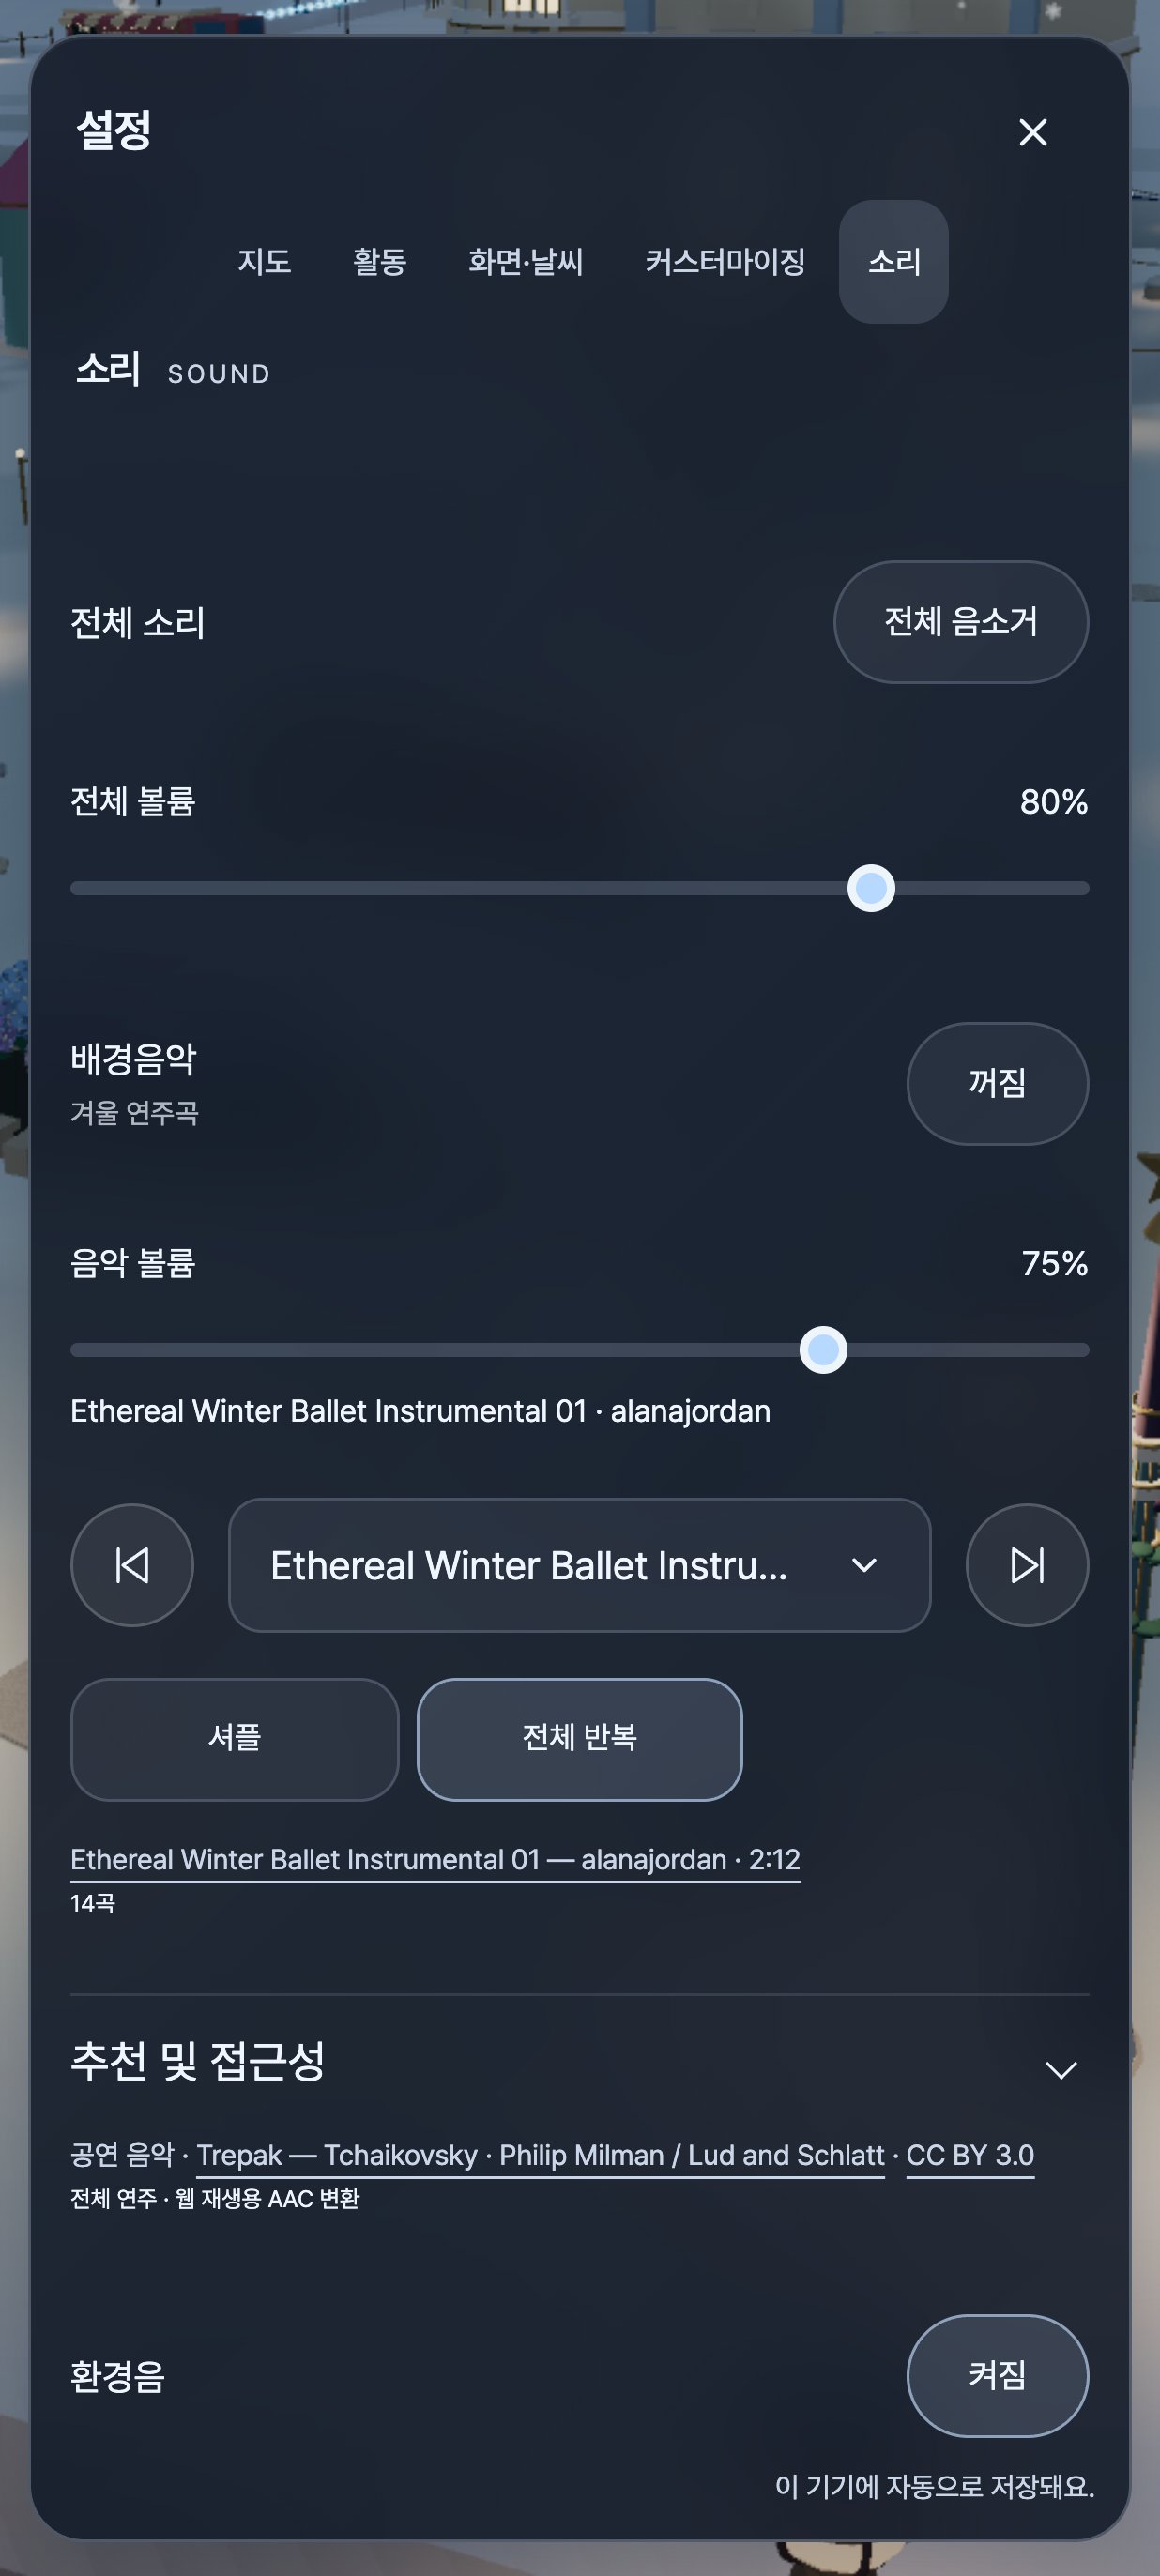 설정
지도 활동 화면·날씨 커스터마이징 소리
소리 SOUND
전체 소리 전체 음소거
전체 볼륨 80%
배경음악 꺼짐
겨울 연주곡
음악 볼륨 75%
Ethereal Winter Ballet Instrumental 01 · alanajordan
Ethereal Winter Ballet Instru...
셔플 전체 반복
Ethereal Winter Ballet Instrumental 01 — alanajordan · 2:12
14곡
추천 및 접근성
공연 음악 · Trepak — Tchaikovsky · Philip Milman / Lud and Schlatt · CC BY 3.0
전체 연주 · 웹 재생용 AAC 변환
환경음 켜짐
이 기기에 자동으로 저장돼요.